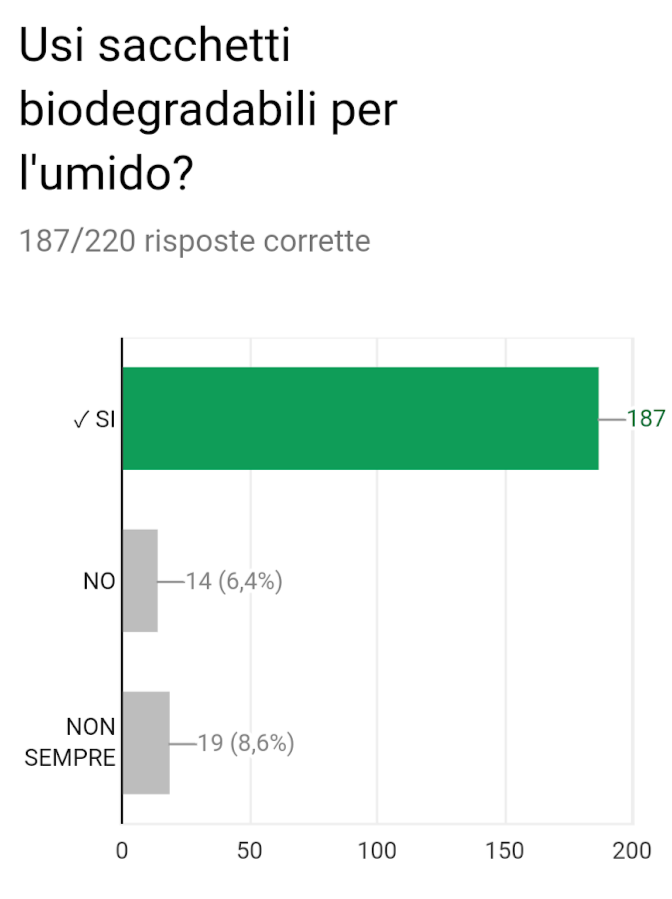 Usi sacchetti
biodegradabili per
l'umido?
187/220 risposte corrette
✓ SI
187
NO
14 (6,4%)
NON
SEMPRE
19 (8,6%)
0 50 100 150 200